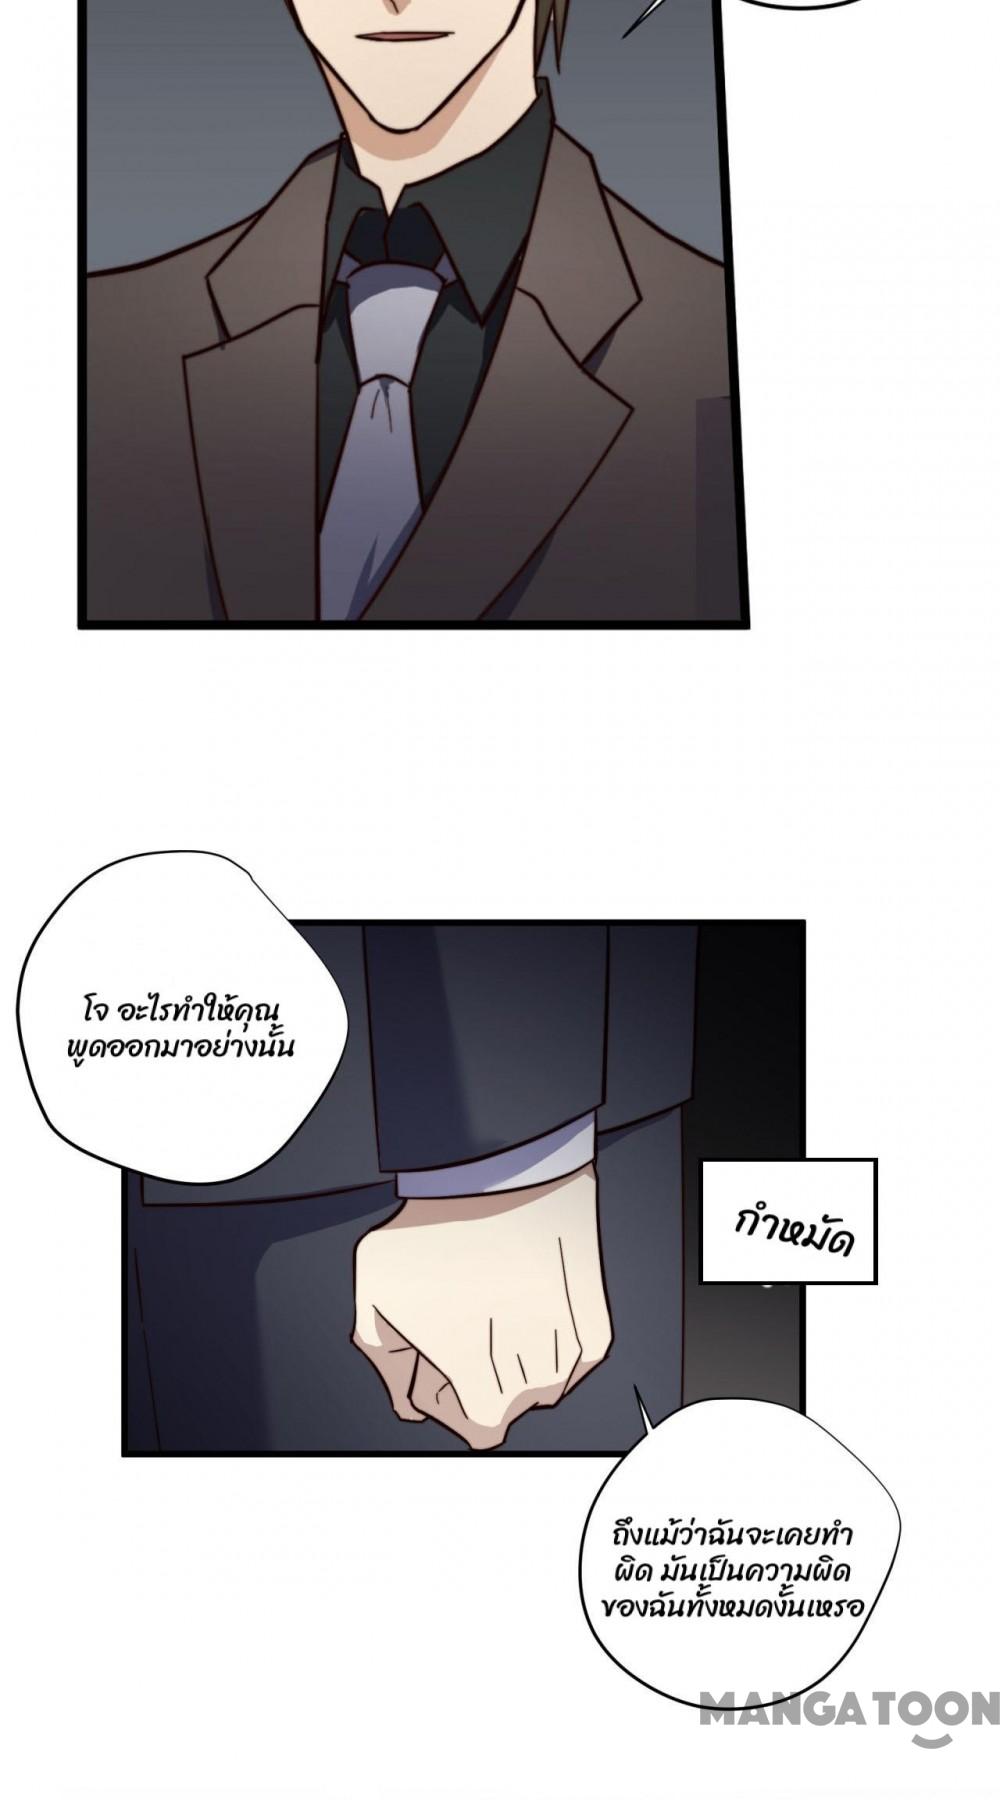 โจ อะไรทำให้คุณ
พูดออกมาอย่างนั้น
กำหมัด
ถึงแม้ว่าฉันจะเคยทำ
ผิด มันเป็นความผิด
ของฉันทั้งหมดงั้นเหรอ
MANGATOON